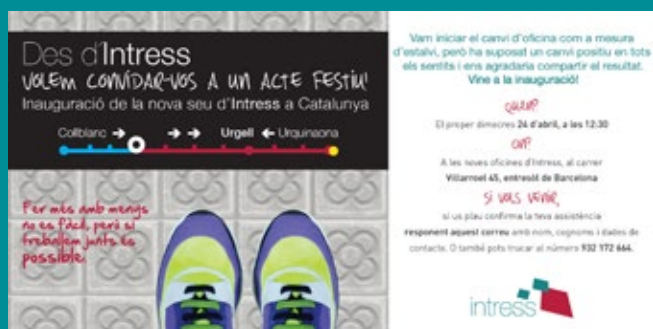 Des d'Intress
VOLEM CONVIDAR-VOS A UN ACTE FESTIU!
Inauguració de la nova seu d'Intress a Catalunya
Collblanc → → → Urgell ← Urquinaona
Fer més amb menys
no és fàcil, però si
treballem junts és
possible.
Vam iniciar el canvi d'oficina com a mesura
d'estalvi, però ha suposat un canvi positiu en tots
els sentits i ens agradaria compartir el resultat.
Vine a la inauguració!
QUAN?
El proper dimecres 24 d'abril, a les 12:30
ON?
A les noves oficines d'Intress, al carrer
Villarroel 45, entresòl de Barcelona
SI VOLS VENIR,
si us plau confirma la teva assistència
responent aquest correu amb nom, cognoms i dades de
contacte. O també pots trucar al número 932 172 664.
intress